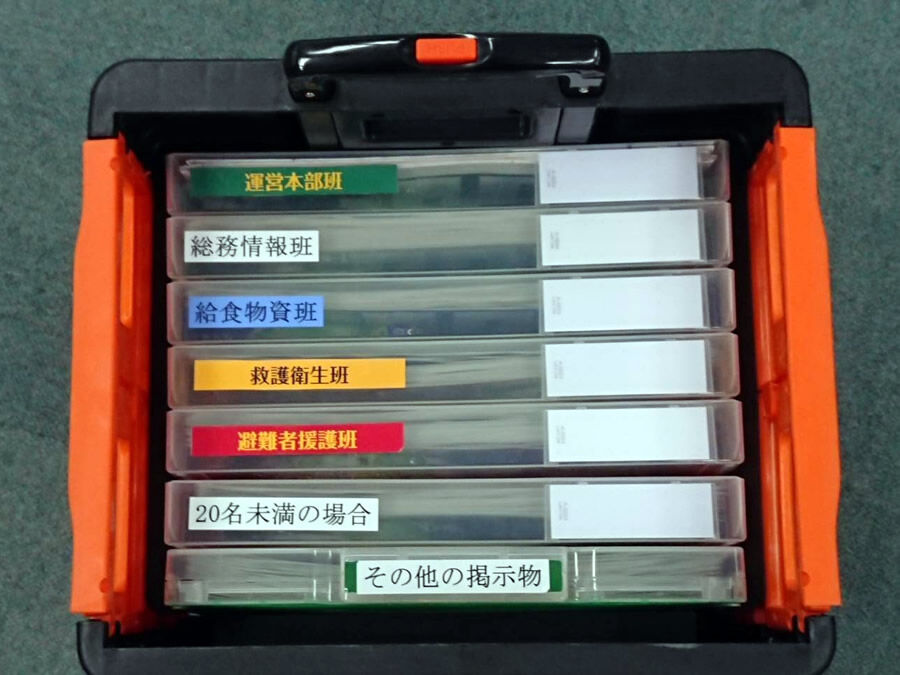 PUSH
運営本部班
総務情報班
給食物資班
救護衛生班
避難者援護班
20名未満の場合
その他の掲示物